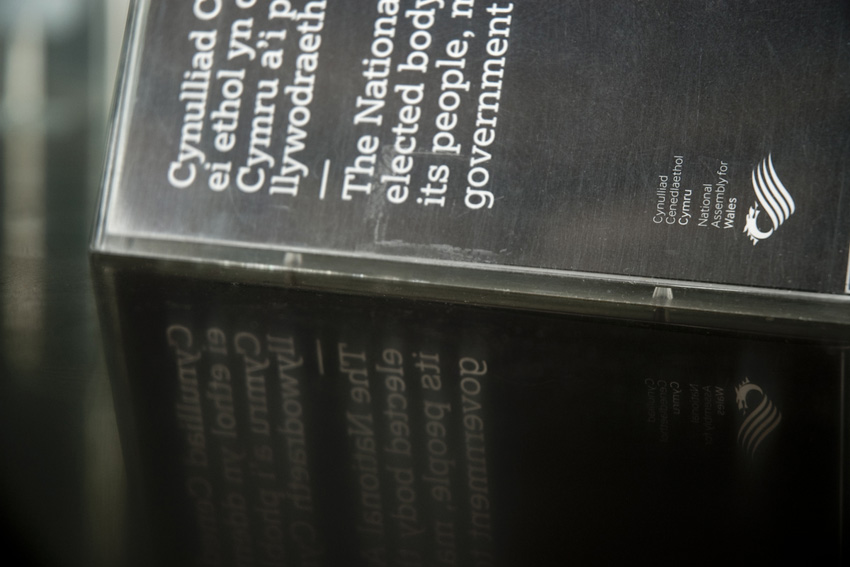 Cynulliad C
ei ethol yn
Cymru a'i p
llywodraeth
The Nationa
elected body
its people, m
government
Cynulliad
Cenedlaethol
Cymru
National
Assembly for
Wales